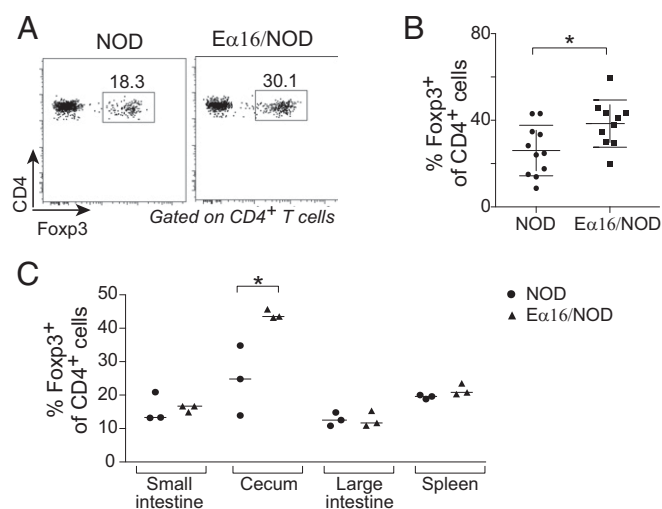 A
NOD
Eα16/NOD
18.3
30.1
CD4
Foxp3
Gated on CD4⁺ T cells
B
*
80
40
0
% Foxp3⁺
of CD4⁺ cells
NOD
Eα16/NOD
C
*
50
40
30
20
10
0
% Foxp3⁺
of CD4⁺ cells
Small
intestine
Cecum
Large
intestine
Spleen
NOD
Eα16/NOD